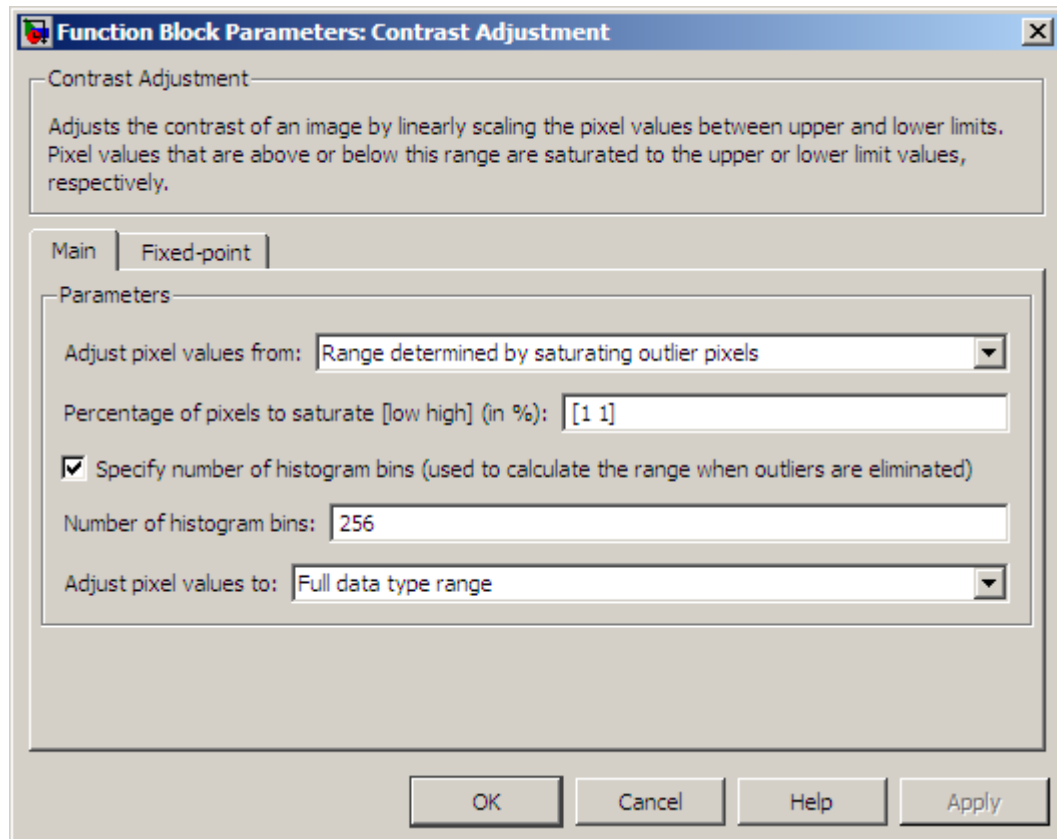 Function Block Parameters: Contrast Adjustment
Contrast Adjustment
Adjusts the contrast of an image by linearly scaling the pixel values between upper and lower limits.
Pixel values that are above or below this range are saturated to the upper or lower limit values,
respectively.
Main Fixed-point
Parameters
Adjust pixel values from: Range determined by saturating outlier pixels
Percentage of pixels to saturate [low high] (in %): [1 1]
Specify number of histogram bins (used to calculate the range when outliers are eliminated)
Number of histogram bins: 256
Adjust pixel values to: Full data type range
OK Cancel Help Apply